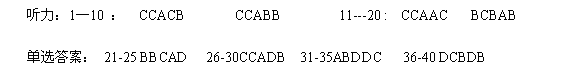 听力：1—10 ： CCACB CCABB 11---20 : CCAAC BCBAB
单选答案： 21-25 BBCAD 26-30CCADB 31-35ABDDC 36-40 DCBDB